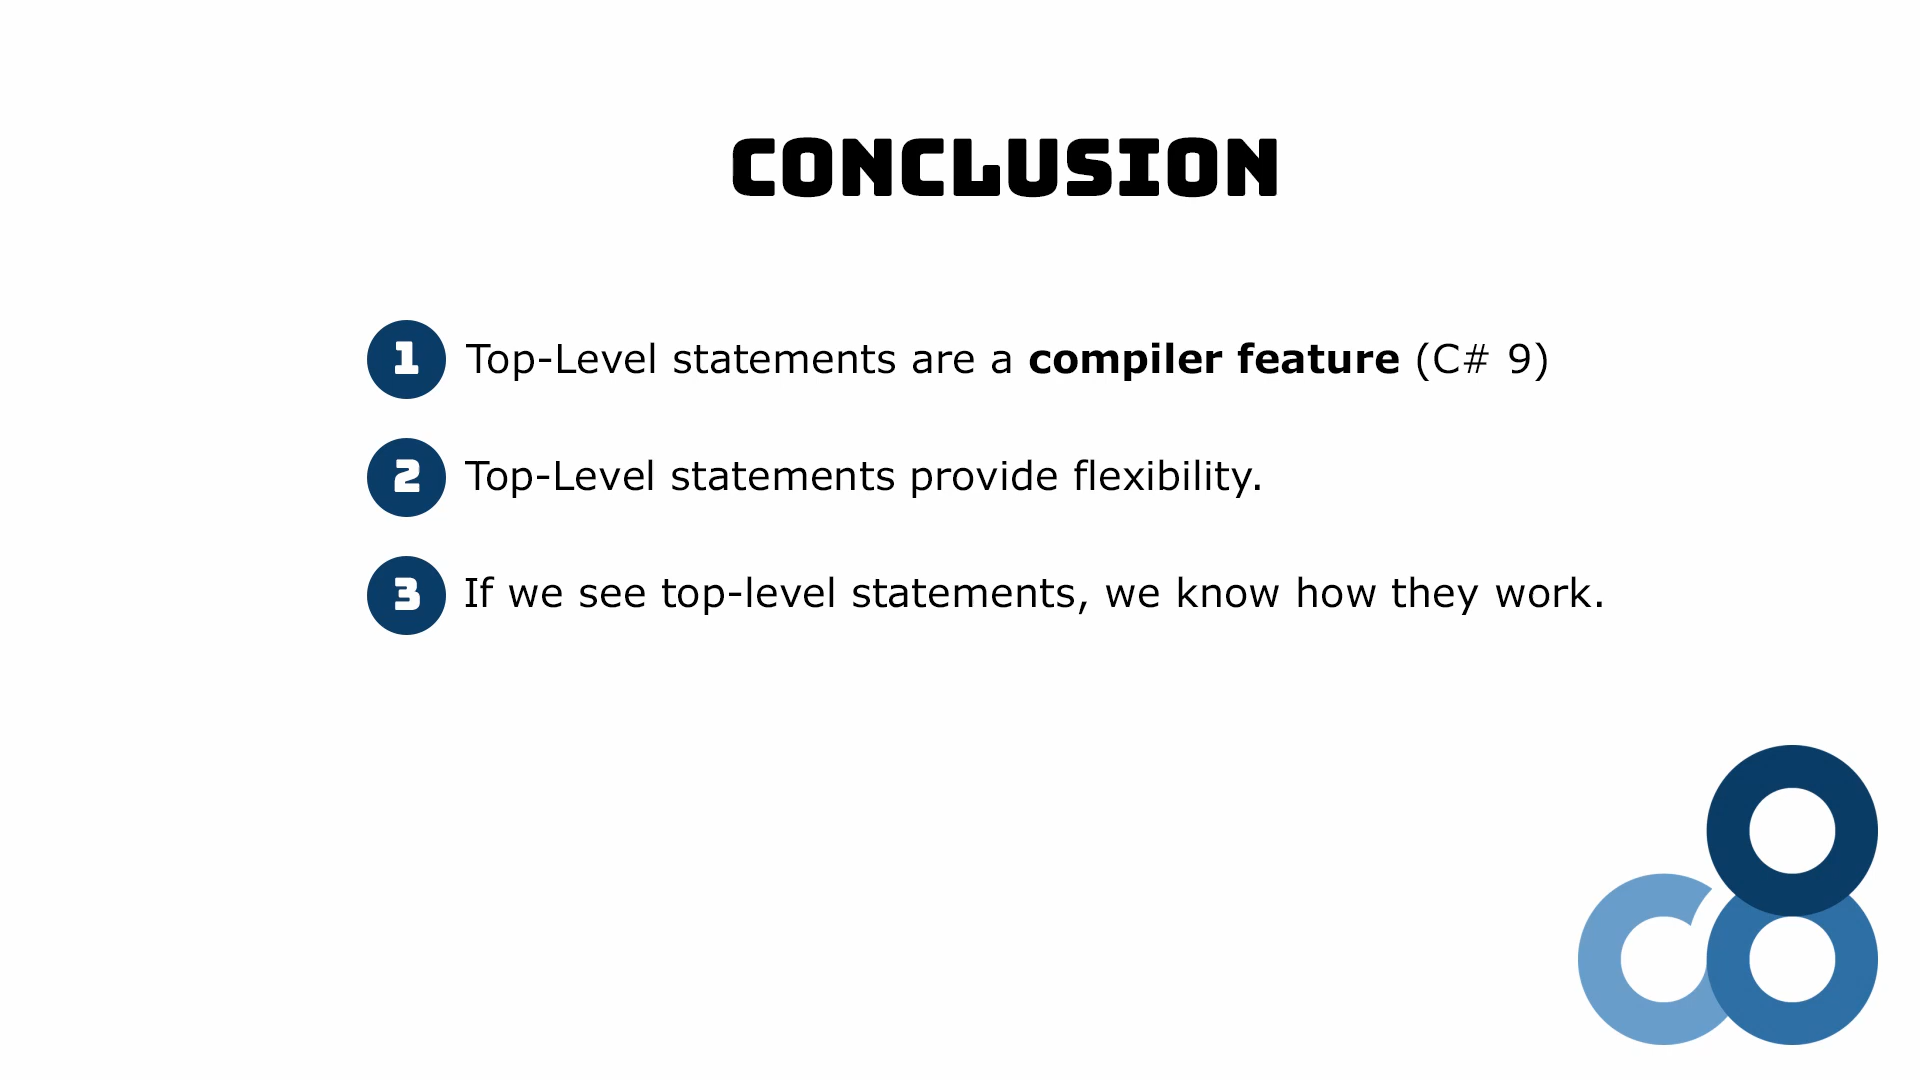 CONCLUSION
1 Top-Level statements are a compiler feature (C# 9)
2 Top-Level statements provide flexibility.
3 If we see top-level statements, we know how they work.